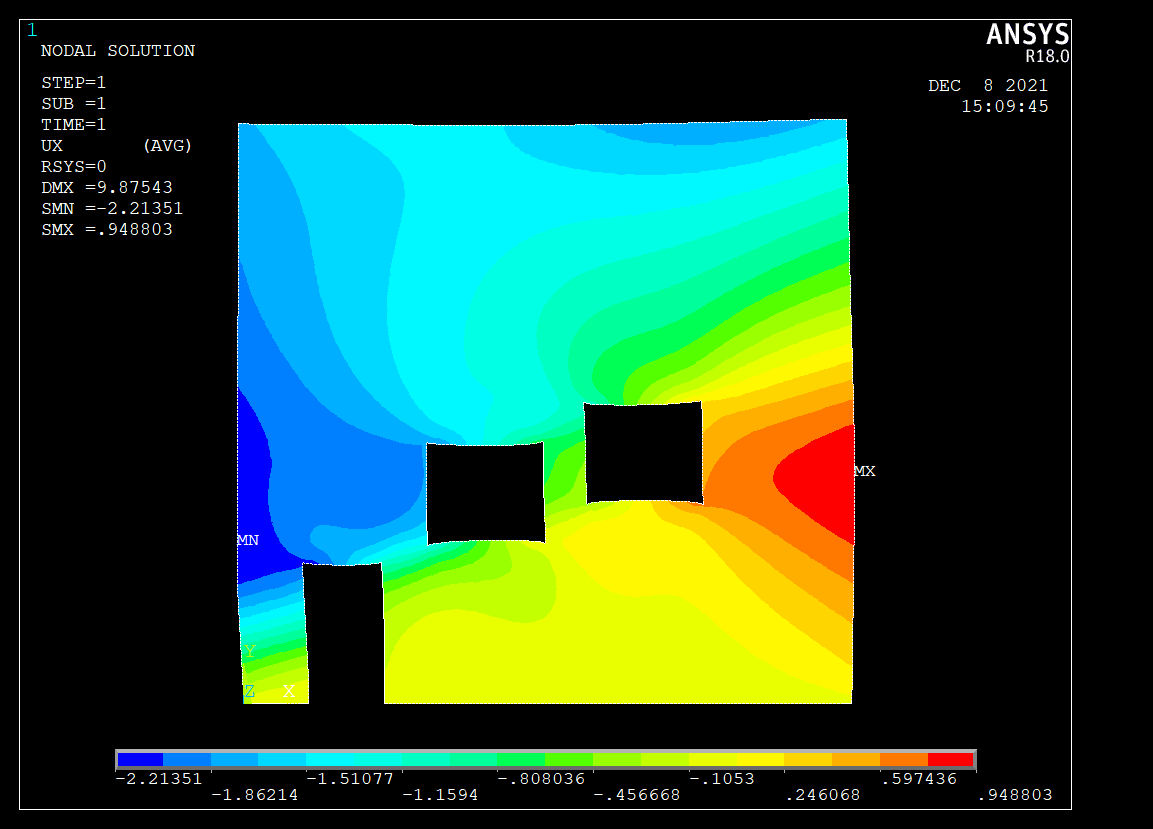 1
ANSYS
R18.0
NODAL SOLUTION
STEP=1
SUB =1
TIME=1
UX (AVG)
RSYS=0
DMX =9.87543
SMN =-2.21351
SMX =.948803
DEC 8 2021
15:09:45
MX
MN
Y
Z X
-2.21351 -1.51077 -.808036 -.1053 .597436
-1.86214 -1.1594 -.456668 .246068 .948803